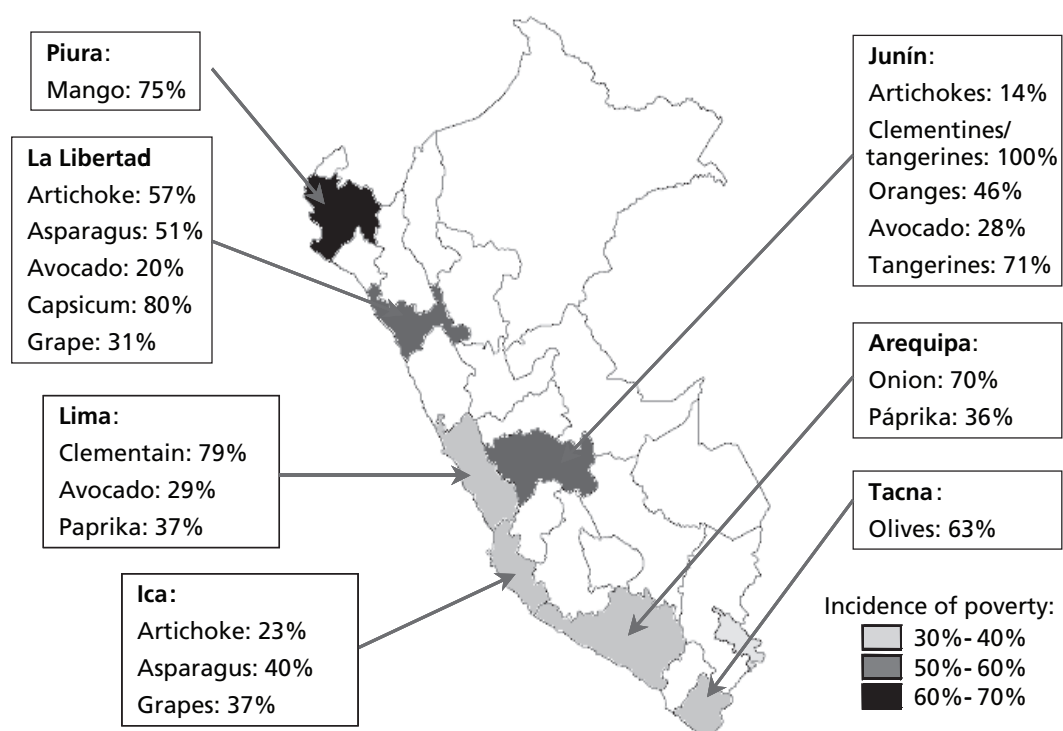 Piura:
Mango: 75%
La Libertad
Artichoke: 57%
Asparagus: 51%
Avocado: 20%
Capsicum: 80%
Grape: 31%
Lima:
Clementain: 79%
Avocado: 29%
Paprika: 37%
Ica:
Artichoke: 23%
Asparagus: 40%
Grapes: 37%
Junín:
Artichokes: 14%
Clementines/
tangerines: 100%
Oranges: 46%
Avocado: 28%
Tangerines: 71%
Arequipa:
Onion: 70%
Páprika: 36%
Tacna:
Olives: 63%
Incidence of poverty:
30%- 40%
50%- 60%
60%- 70%